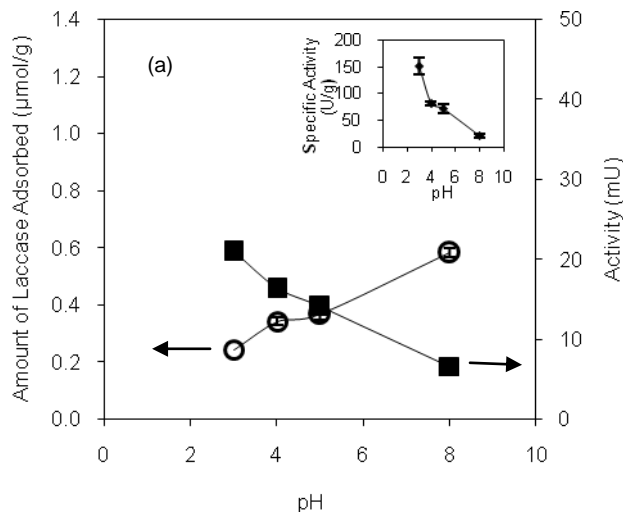 (a)
Amount of Laccase Adsorbed (µmol/g)
1.4
1.2
1.0
0.8
0.6
0.4
0.2
0.0
0 2 4 6 8 10
pH
50
40
30
20
10
0
Activity (mU)
Specific Activity
(U/g)
200
150
100
50
0
0 2 4 6 8 10
pH